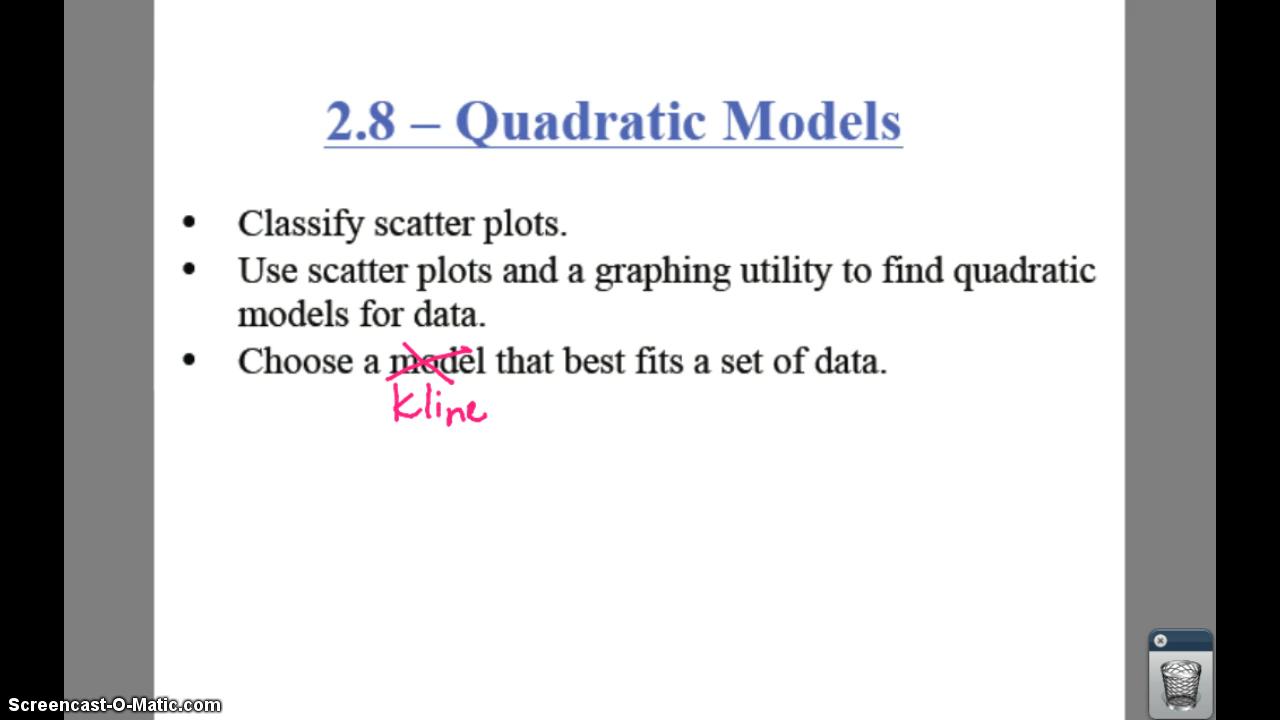 2.8 – Quadratic Models
• Classify scatter plots.
• Use scatter plots and a graphing utility to find quadratic
models for data.
• Choose a model that best fits a set of data.
kline
Screencast-O-Matic.com